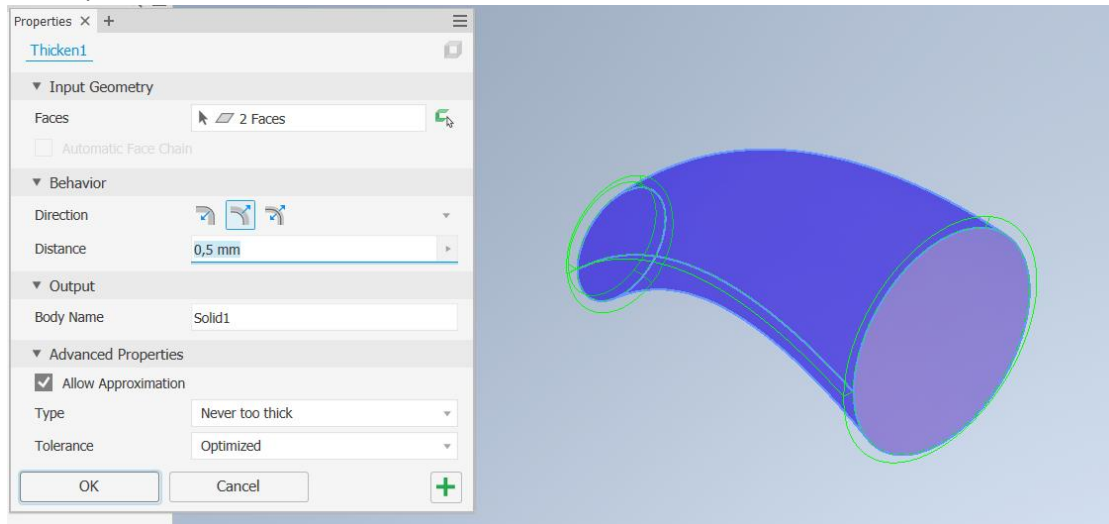 Properties × +
Thicken1
Input Geometry
Faces 2 Faces
Automatic Face Chain
Behavior
Direction
Distance 0,5 mm
Output
Body Name Solid1
Advanced Properties
Allow Approximation
Type Never too thick
Tolerance Optimized
OK Cancel +